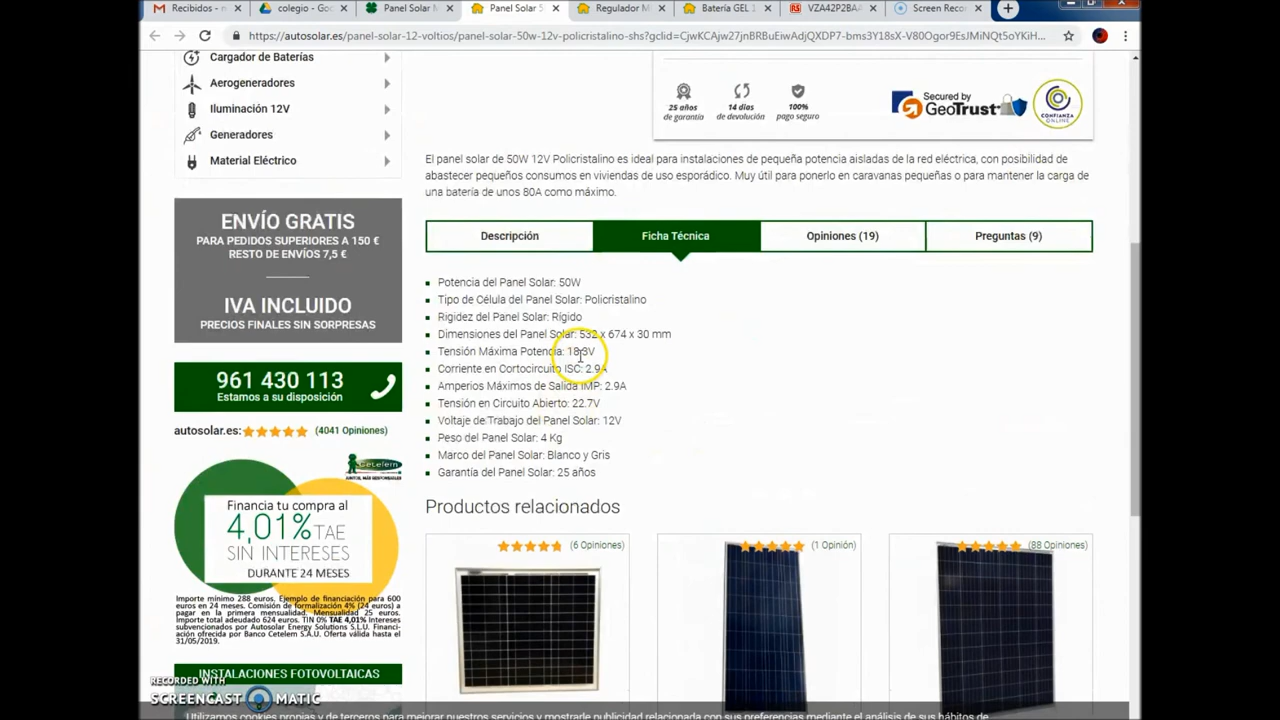 Recibidos - n
colegio - Goo
Panel Solar M
Panel Solar 5
Regulador M
Batería GEL 1
VZA42P2BAA
Screen Reco
https://autosolar.es/panel-solar-12-voltios/panel-solar-50w-12v-policristalino-shs?gclid=CjwKCAjw27jnBRBuEiwAdjQXDP7-bms3Y18sX-V80Ogor9EsJMiNQt5oYKiH...
Cargador de Baterías
Aerogeneradores
Iluminación 12V
Generadores
Material Eléctrico
25 años
de garantía
14 días
de devolución
100%
pago seguro
Secured by
GeoTrust
CONFIANZA
ONLINE
El panel solar de 50W 12V Policristalino es ideal para instalaciones de pequeña potencia aisladas de la red eléctrica, con posibilidad de
abastecer pequeños consumos en viviendas de uso esporádico. Muy útil para ponerlo en caravanas pequeñas o para mantener la carga de
una batería de unos 80A como máximo.
ENVÍO GRATIS
PARA PEDIDOS SUPERIORES A 150 €
RESTO DE ENVÍOS 7,5 €
IVA INCLUIDO
PRECIOS FINALES SIN SORPRESAS
961 430 113
Estamos a su disposición
autosolar.es:
(4041 Opiniones)
Cetelem
Financia tu compra al
4,01% TAE
SIN INTERESES
DURANTE 24 MESES
Importe mínimo 288 euros. Ejemplo de financiación para 600
euros en 24 meses. Comisión de formalización 4% (24 euros) a
pagar en la primera mensualidad. Mensualidad 25 euros.
Importe total adeudado 624 euros. TIN 0% TAE 4,01% Intereses
subvencionados por Autosolar Energy Solutions S.L.U. Financi-
ación ofrecida por Banco Cetelem S.A.U. Oferta válida hasta el
31/05/2019.
INSTALACIONES FOTOVOLTAICAS
Descripción
Ficha Técnica
Opiniones (19)
Preguntas (9)
Potencia del Panel Solar: 50W
Tipo de Célula del Panel Solar: Policristalino
Rigidez del Panel Solar: Rígido
Dimensiones del Panel Solar: 532 x 674 x 30 mm
Tensión Máxima Potencia: 18.3V
Corriente en Cortocircuito ISC: 2.9A
Amperios Máximos de Salida IMP: 2.9A
Tensión en Circuito Abierto: 22.7V
Voltaje de Trabajo del Panel Solar: 12V
Peso del Panel Solar: 4 Kg
Marco del Panel Solar: Blanco y Gris
Garantía del Panel Solar: 25 años
Productos relacionados
(6 Opiniones)
(1 Opinión)
(88 Opiniones)
RECORDED WITH
SCREENCAST MATIC
Utilizamos cookies propias y de terceros para mejorar nuestros servicios y mostrarle publicidad relacionada con sus preferencias mediante el análisis de sus hábitos de